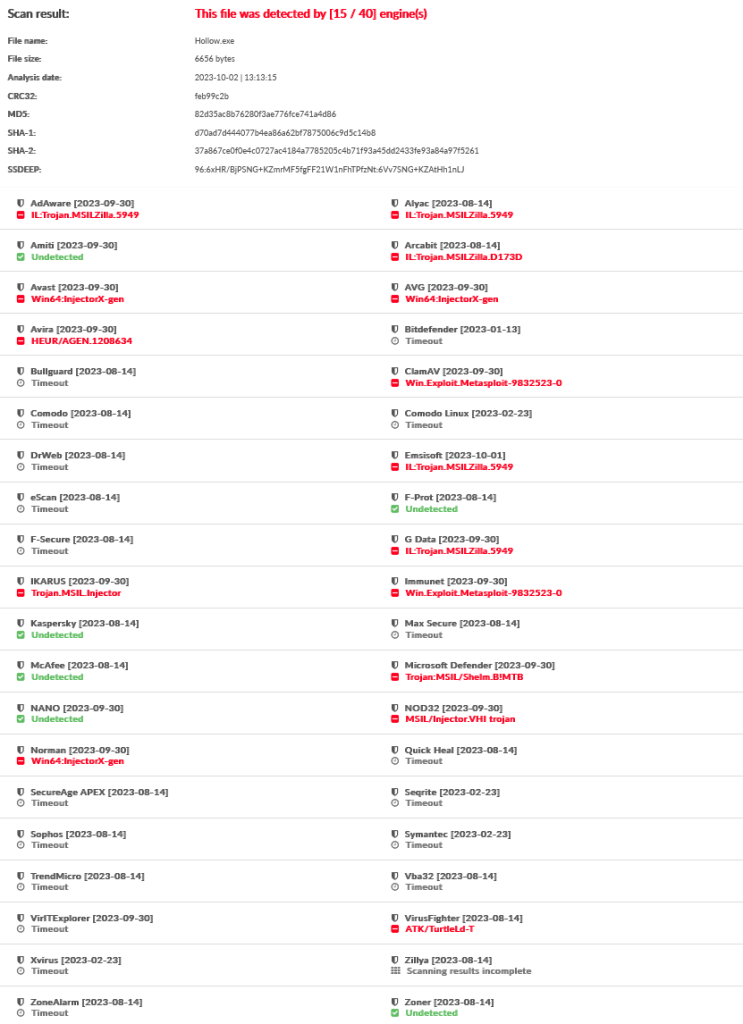 Scan result: This file was detected by [15 / 40] engine(s)
File name: Hollow.exe
File size: 6656 bytes
Analysis date: 2023-10-02 | 13:13:15
CRC32: feb99c2b
MD5: 82d35ac8b76280f3ae776fce741a4d86
SHA-1: d70ad7d444077b4ea86a62bf7875006c9d5c14b8
SHA-2: 37a867ce0f0e4c0727ac4184a7785205c4b71f93a45dd2433fe93a84a97f5261
SSDEEP: 96:6xHR/BjPSNG+KZmrMF5fgFF21W1nFhTPfzNt:6Vv7SNG+KZAtHh1nLJ
AdAware [2023-09-30] Alyac [2023-08-14]
IL:Trojan.MSILZilla.5949 IL:Trojan.MSILZilla.5949
Amiti [2023-09-30] Arcabit [2023-08-14]
Undetected IL:Trojan.MSILZilla.D173D
Avast [2023-09-30] AVG [2023-09-30]
Win64:InjectorX-gen Win64:InjectorX-gen
Avira [2023-09-30] Bitdefender [2023-01-13]
HEUR/AGEN.1208634 Timeout
Bullguard [2023-08-14] ClamAV [2023-09-30]
Timeout Win.Exploit.Metasploit-9832523-0
Comodo [2023-08-14] Comodo Linux [2023-02-23]
Timeout Timeout
DrWeb [2023-08-14] Emsisoft [2023-10-01]
Timeout IL:Trojan.MSILZilla.5949
eScan [2023-08-14] F-Prot [2023-08-14]
Timeout Undetected
F-Secure [2023-08-14] G Data [2023-09-30]
Timeout IL:Trojan.MSILZilla.5949
IKARUS [2023-09-30] Immunet [2023-09-30]
Trojan.MSIL.Injector Win.Exploit.Metasploit-9832523-0
Kaspersky [2023-08-14] Max Secure [2023-08-14]
Undetected Timeout
McAfee [2023-08-14] Microsoft Defender [2023-09-30]
Undetected Trojan:MSIL/Shelm.B!MTB
NANO [2023-09-30] NOD32 [2023-09-30]
Undetected MSIL/Injector.VHI trojan
Norman [2023-09-30] Quick Heal [2023-08-14]
Win64:InjectorX-gen Timeout
SecureAge APEX [2023-08-14] Seqrite [2023-02-23]
Timeout Timeout
Sophos [2023-08-14] Symantec [2023-02-23]
Timeout Timeout
TrendMicro [2023-08-14] Vba32 [2023-08-14]
Timeout Timeout
VirITExplorer [2023-09-30] VirusFighter [2023-08-14]
Timeout ATK/TurtleLd-T
Xvirus [2023-02-23] Zillya [2023-08-14]
Timeout Scanning results incomplete
ZoneAlarm [2023-08-14] Zoner [2023-08-14]
Timeout Undetected